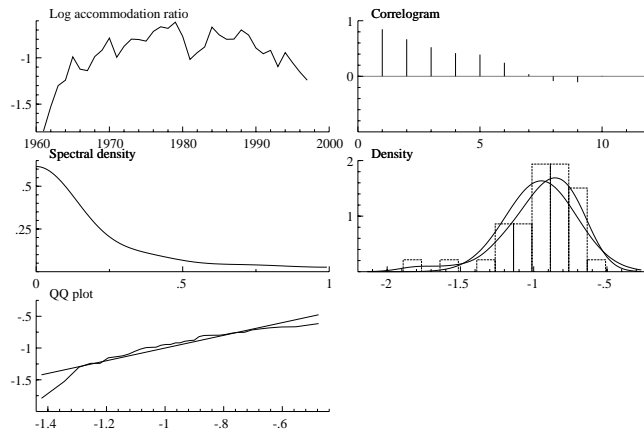 Log accommodation ratio
-1
-1.5
1960 1970 1980 1990 2000
Correlogram
1
0
0 5 10
Spectral density
.5
.25
0 .5 1
Density
2
1
-2 -1.5 -1 -.5
QQ plot
-.5
-1
-1.5
-1.4 -1.2 -1 -.8 -.6